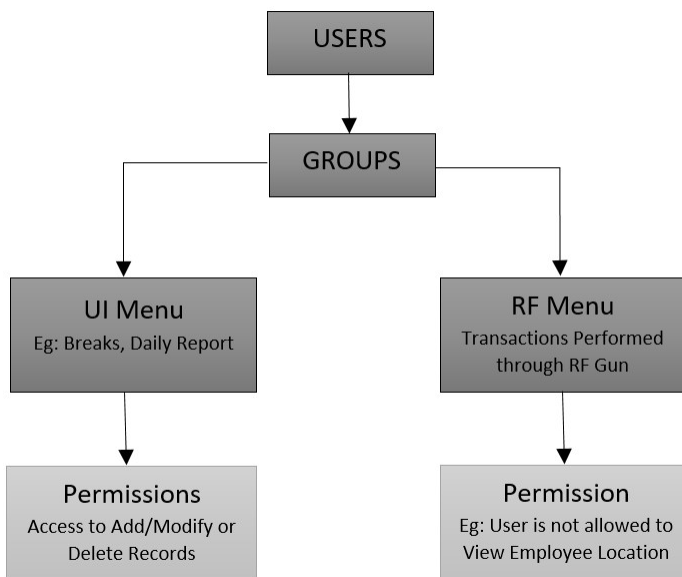 USERS
GROUPS
UI Menu
Eg: Breaks, Daily Report
RF Menu
Transactions Performed
through RF Gun
Permissions
Access to Add/Modify or
Delete Records
Permission
Eg: User is not allowed to
View Employee Location